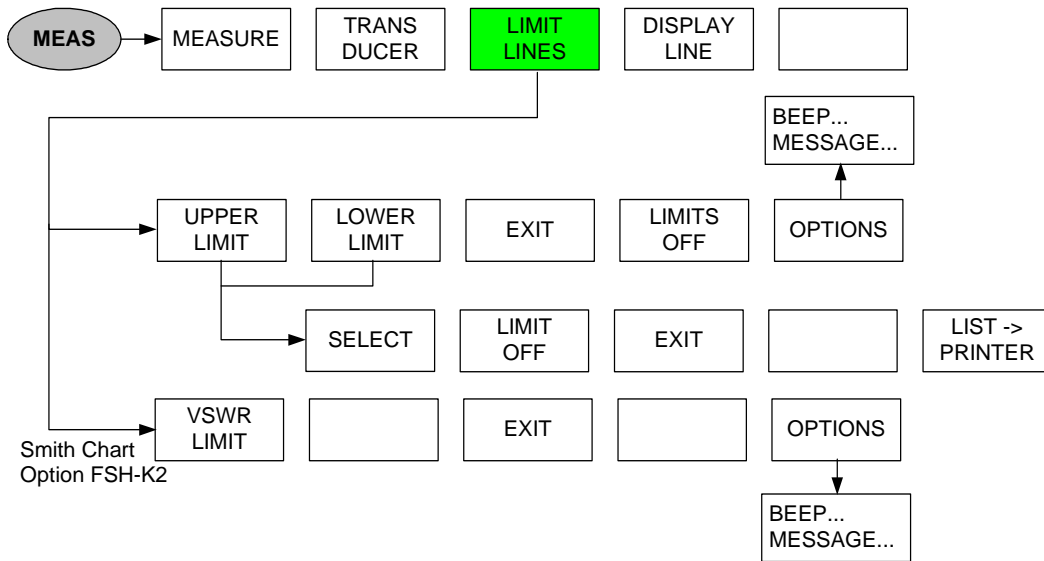 MEAS
MEASURE
TRANS
DUCER
LIMIT
LINES
DISPLAY
LINE
BEEP...
MESSAGE...
UPPER
LIMIT
LOWER
LIMIT
EXIT
LIMITS
OFF
OPTIONS
SELECT
LIMIT
OFF
EXIT
LIST ->
PRINTER
VSWR
LIMIT
EXIT
OPTIONS
Smith Chart
Option FSH-K2
BEEP...
MESSAGE...